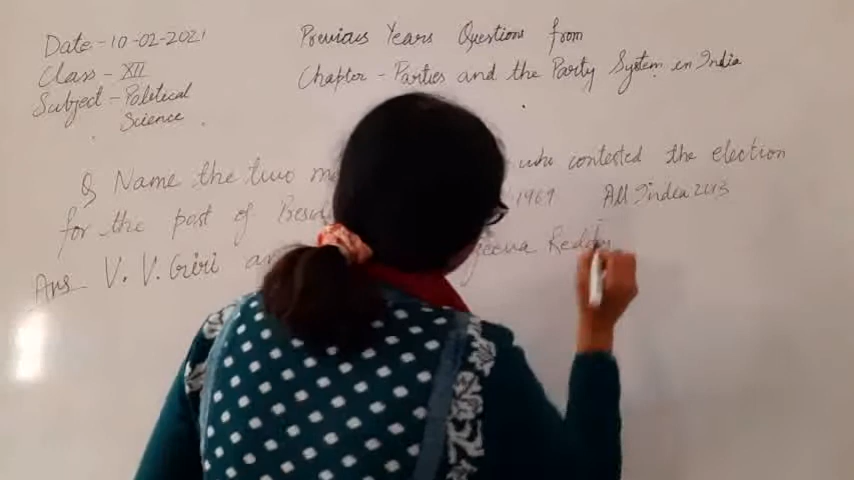 Date - 10-02-2021
Previous Years Questions from
Class - XII
Chapter - Parties and the Party System in India
Subject - Political
Science
Q Name the two who contested the election
for the post of 1969 All India 2013
Ans V. V. Giri Reddy